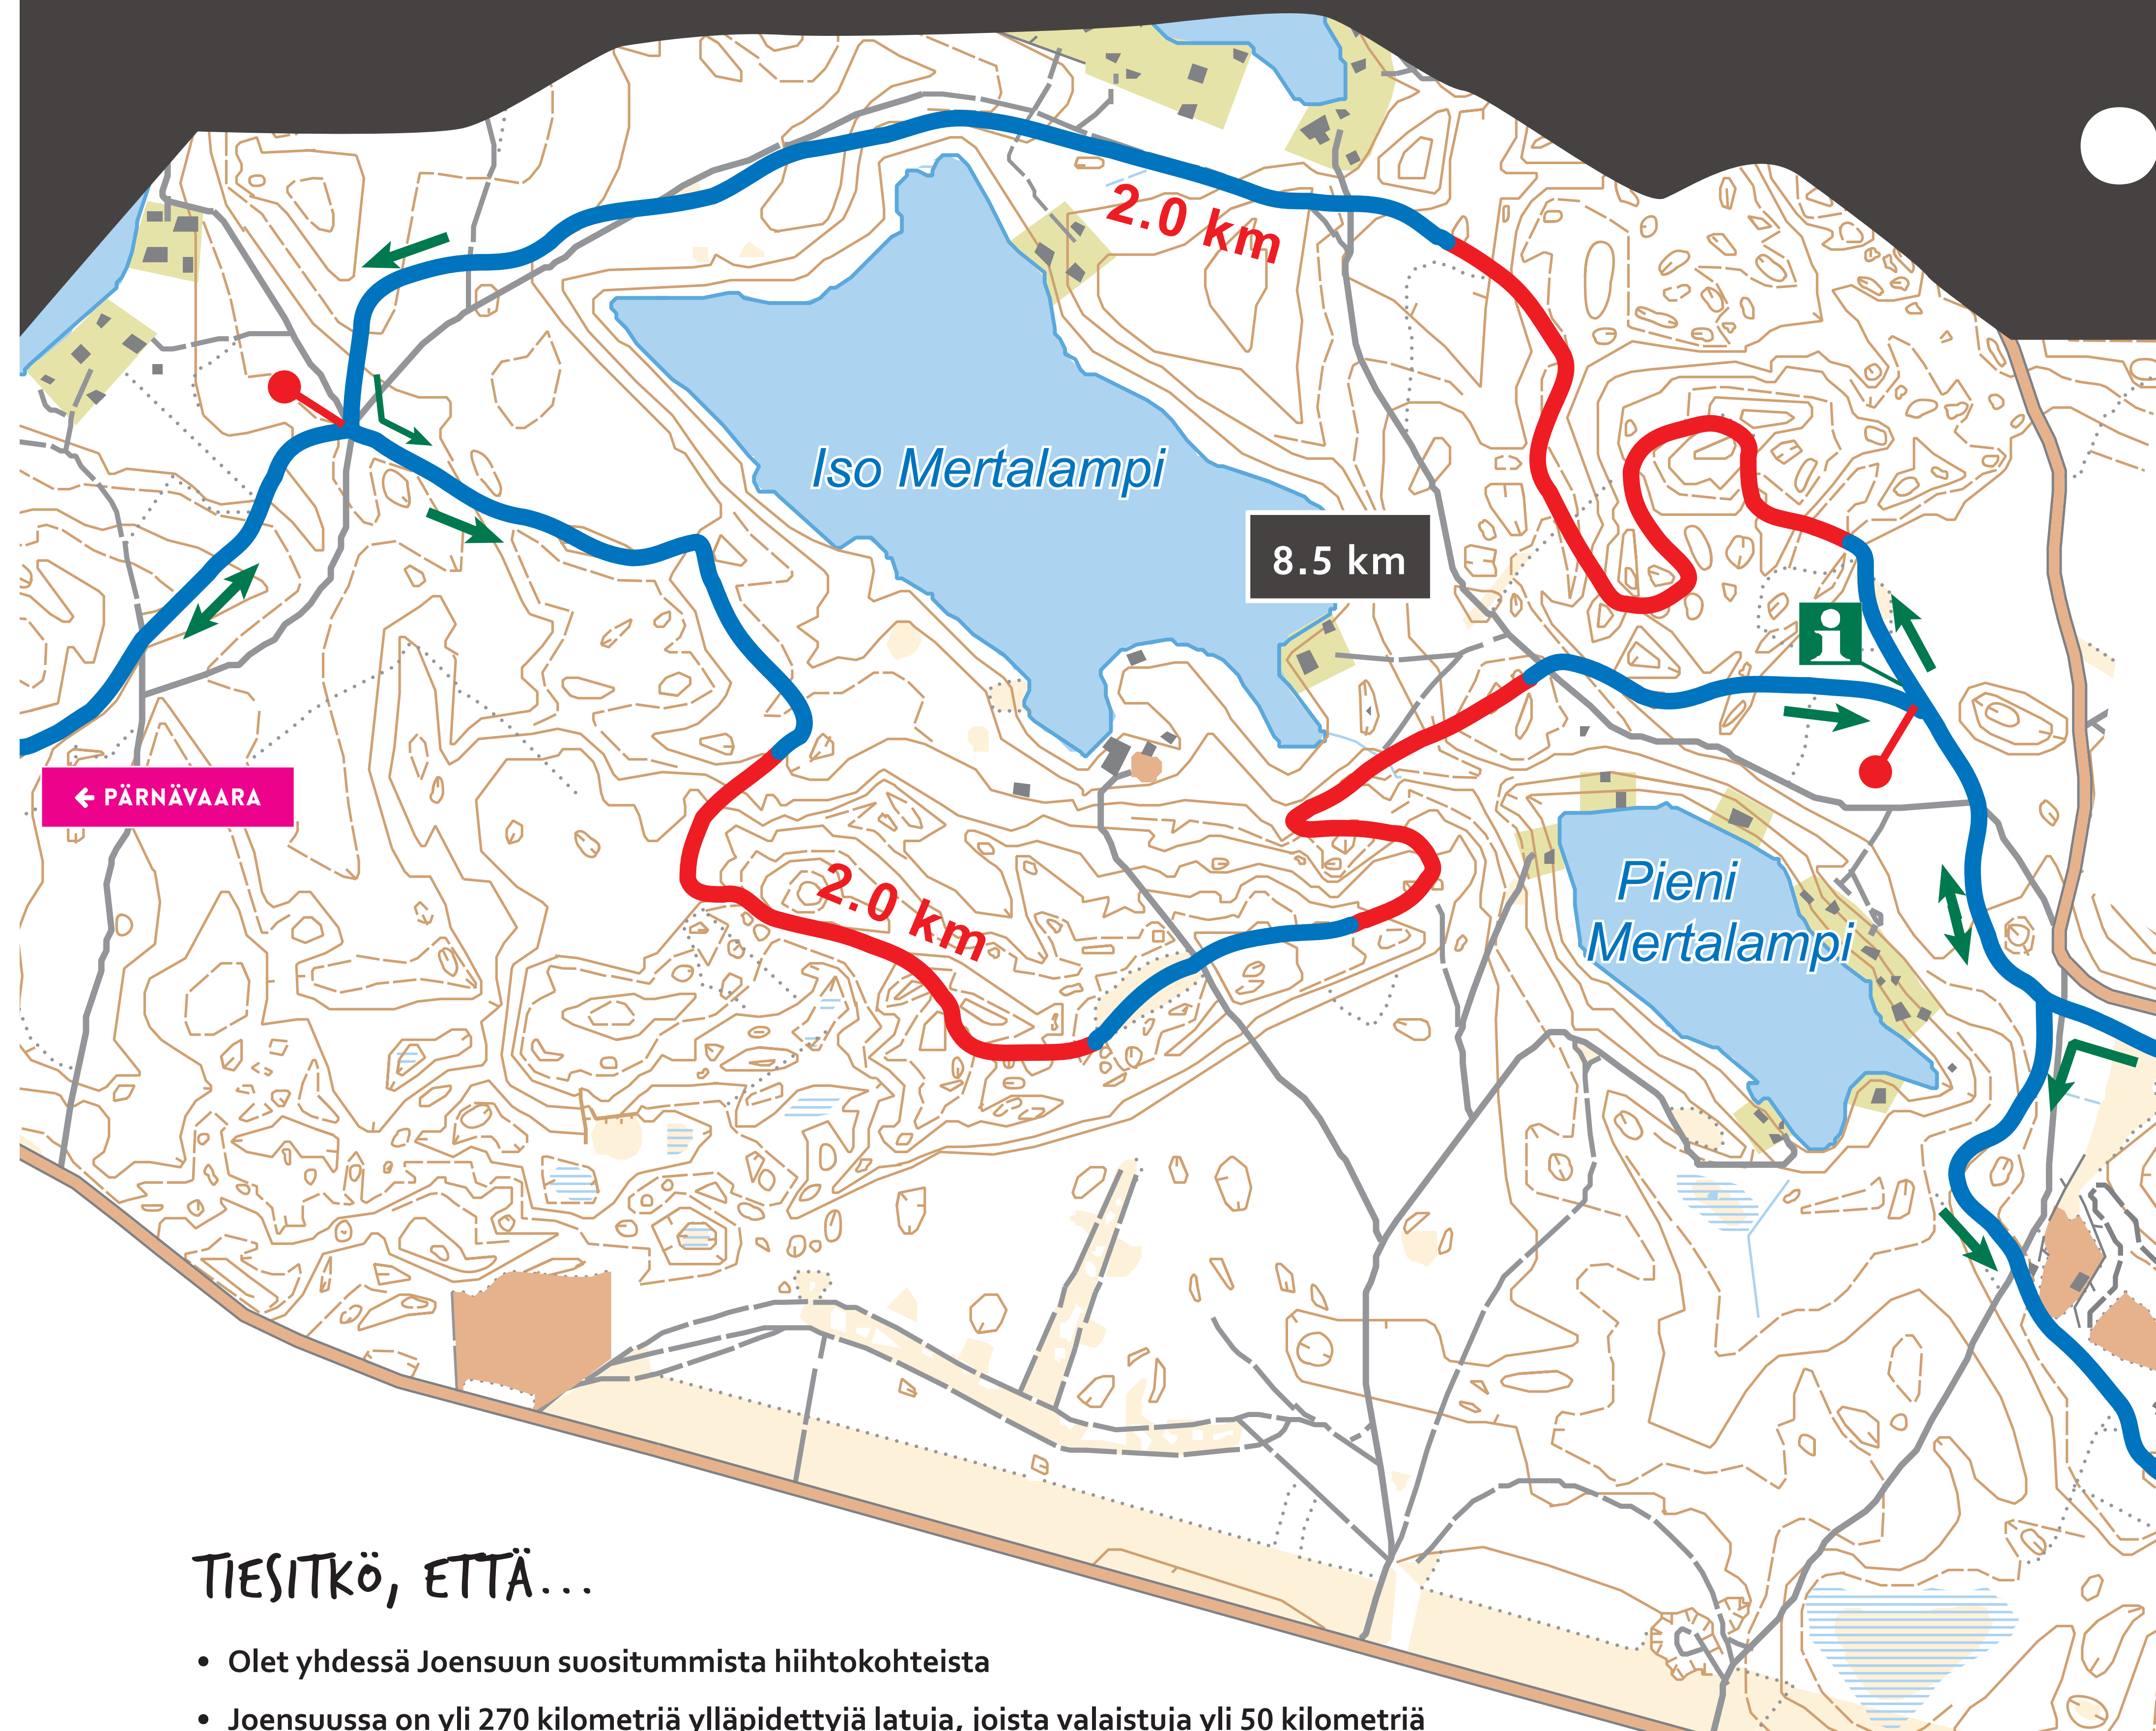 2.0 km
Iso Mertalampi
8.5 km
i
← PÄRNÄVAARA
2.0 km
Pieni
Mertalampi
TIESITKÖ, ETTÄ...
• Olet yhdessä Joensuun suosituimmista hiihtokohteista
• Joensuussa on yli 270 kilometriä ylläpidettyjä latuja, joista valaistuja yli 50 kilometriä